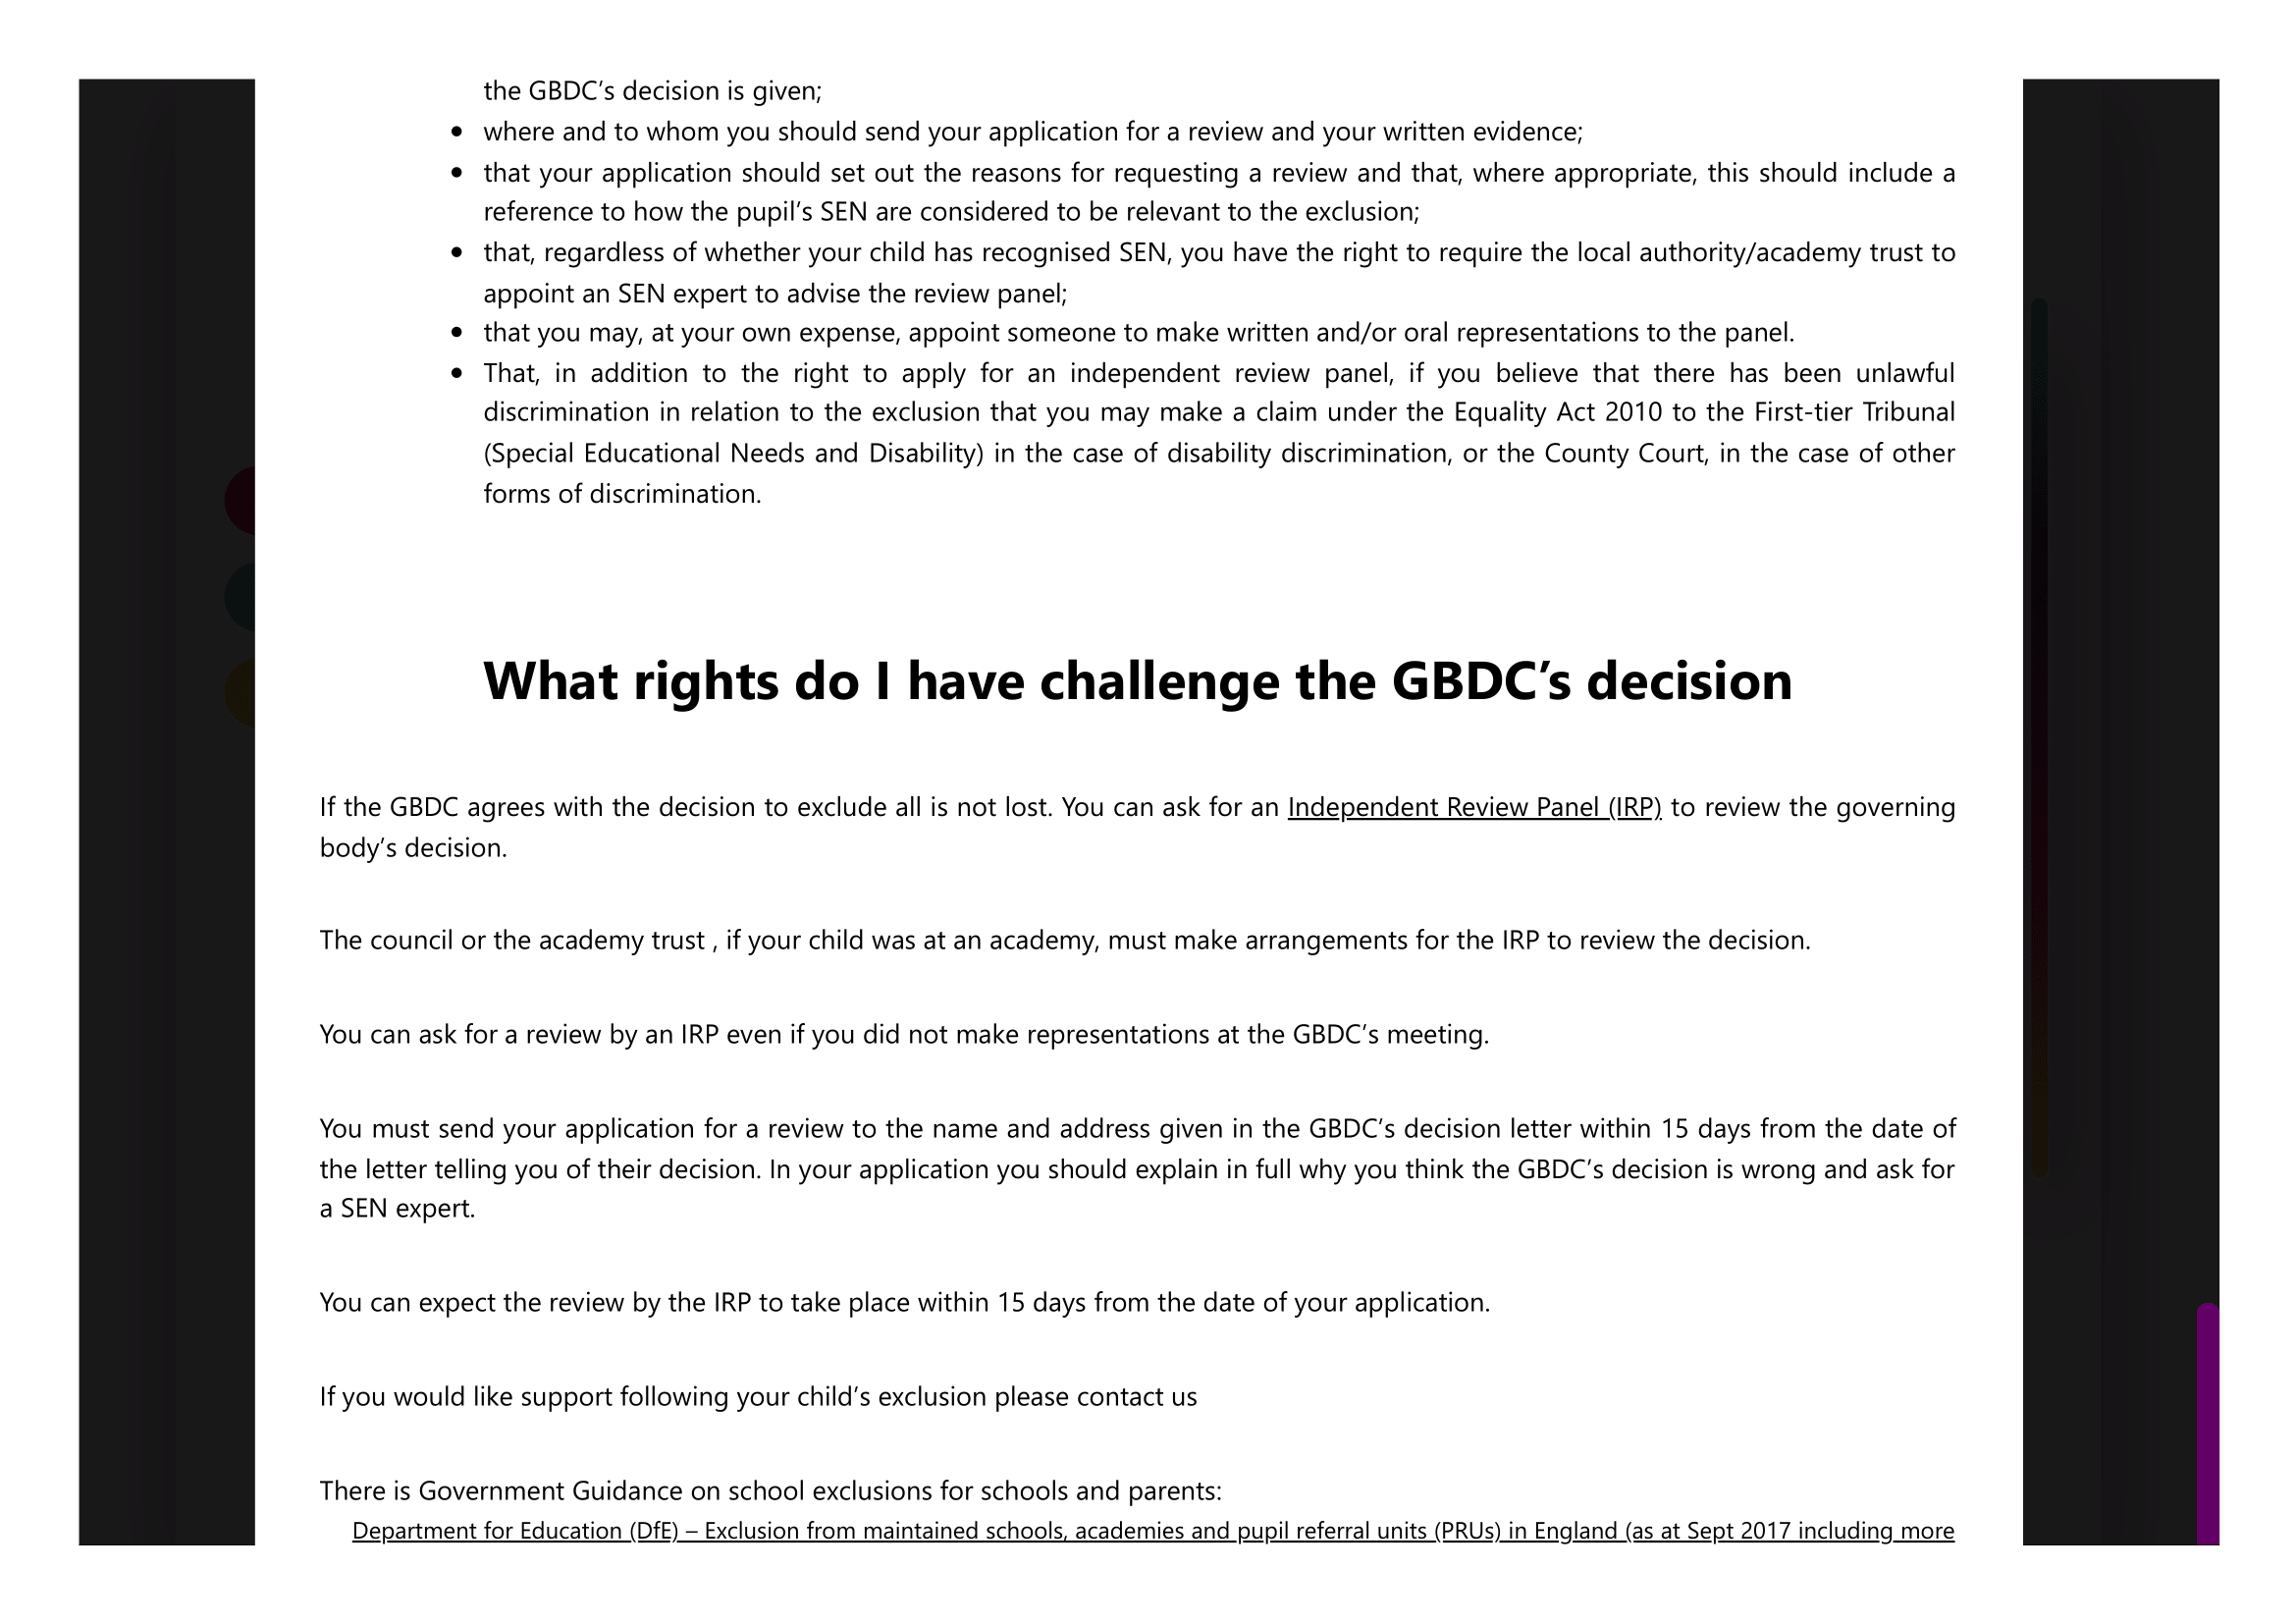 the GBDC’s decision is given;
• where and to whom you should send your application for a review and your written evidence;
• that your application should set out the reasons for requesting a review and that, where appropriate, this should include a
reference to how the pupil’s SEN are considered to be relevant to the exclusion;
• that, regardless of whether your child has recognised SEN, you have the right to require the local authority/academy trust to
appoint an SEN expert to advise the review panel;
• that you may, at your own expense, appoint someone to make written and/or oral representations to the panel.
• That, in addition to the right to apply for an independent review panel, if you believe that there has been unlawful
discrimination in relation to the exclusion that you may make a claim under the Equality Act 2010 to the First-tier Tribunal
(Special Educational Needs and Disability) in the case of disability discrimination, or the County Court, in the case of other
forms of discrimination.
What rights do I have challenge the GBDC’s decision
If the GBDC agrees with the decision to exclude all is not lost. You can ask for an Independent Review Panel (IRP) to review the governing
body’s decision.
The council or the academy trust , if your child was at an academy, must make arrangements for the IRP to review the decision.
You can ask for a review by an IRP even if you did not make representations at the GBDC’s meeting.
You must send your application for a review to the name and address given in the GBDC’s decision letter within 15 days from the date of
the letter telling you of their decision. In your application you should explain in full why you think the GBDC’s decision is wrong and ask for
a SEN expert.
You can expect the review by the IRP to take place within 15 days from the date of your application.
If you would like support following your child’s exclusion please contact us
There is Government Guidance on school exclusions for schools and parents:
Department for Education (DfE) – Exclusion from maintained schools, academies and pupil referral units (PRUs) in England (as at Sept 2017 including more